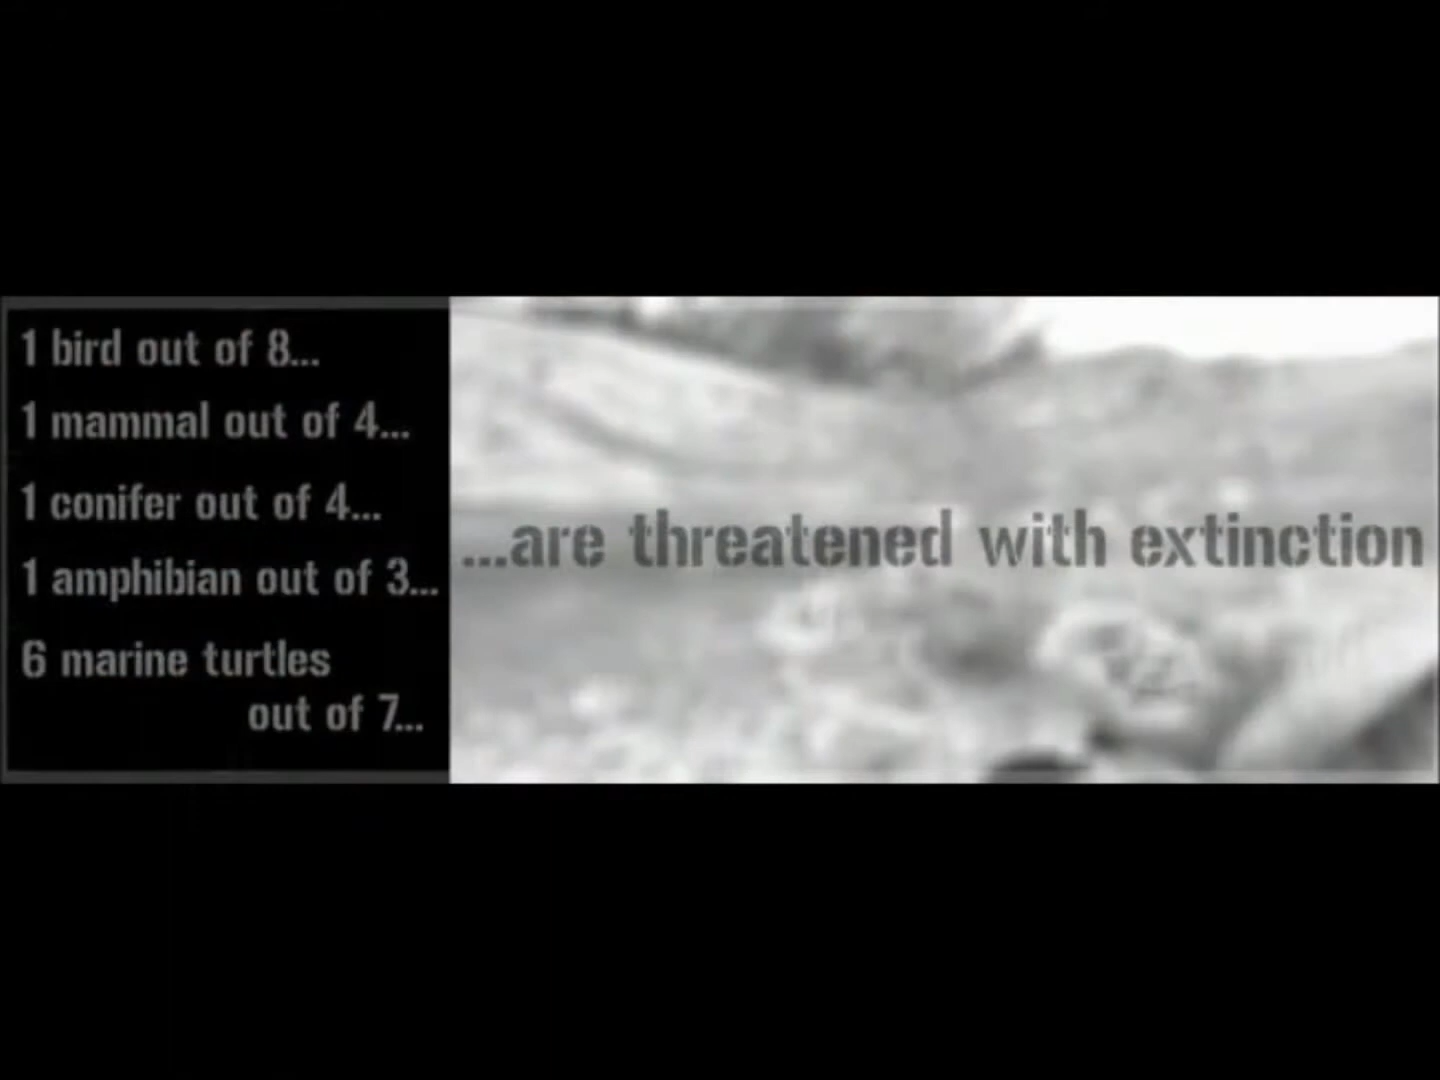 1 bird out of 8...
1 mammal out of 4...
1 conifer out of 4...
1 amphibian out of 3...
6 marine turtles
out of 7...
...are threatened with extinction